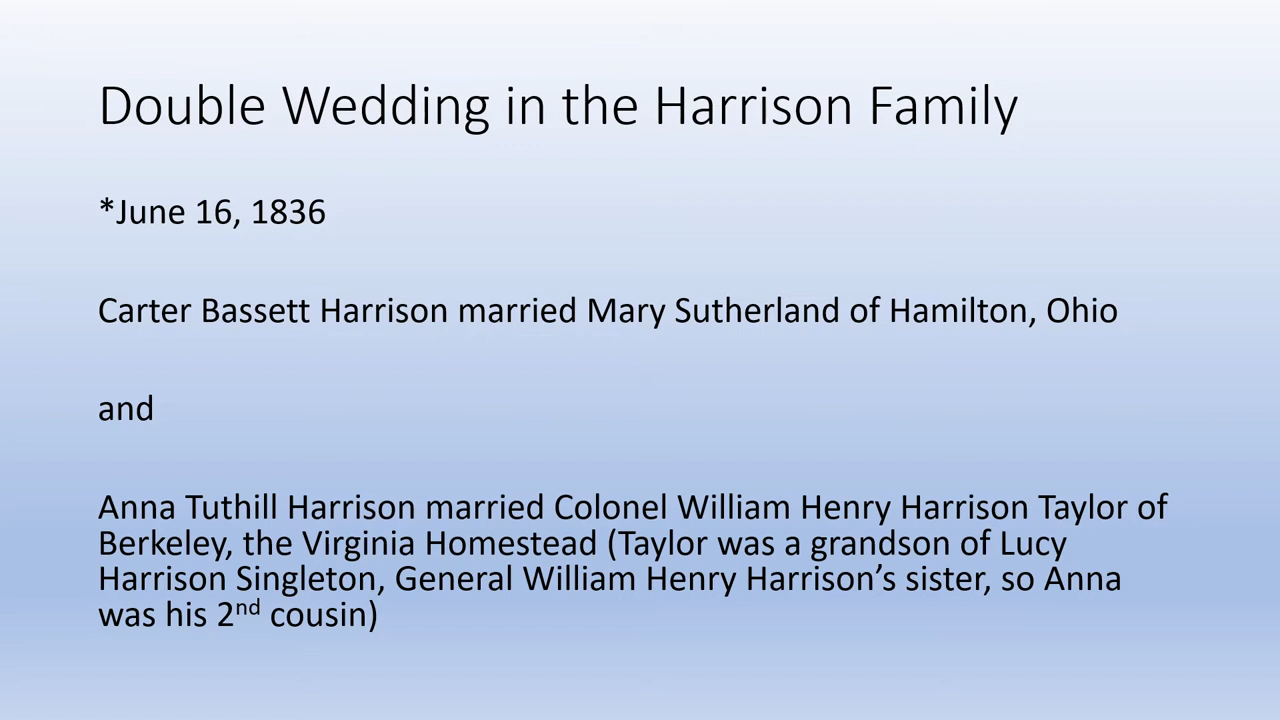 Double Wedding in the Harrison Family
*June 16, 1836
Carter Bassett Harrison married Mary Sutherland of Hamilton, Ohio
and
Anna Tuthill Harrison married Colonel William Henry Harrison Taylor of
Berkeley, the Virginia Homestead (Taylor was a grandson of Lucy
Harrison Singleton, General William Henry Harrison’s sister, so Anna
was his 2nd cousin)